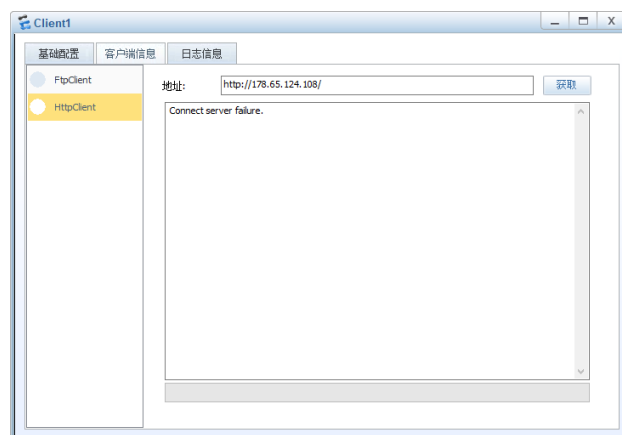 Client1
基础配置 客户端信息 日志信息
FtpClient
HttpClient
地址: http://178.65.124.108/ 获取
Connect server failure.